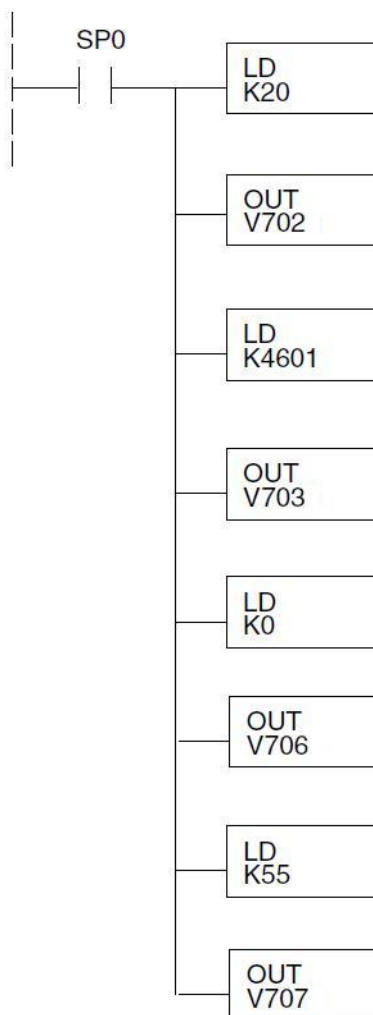 SP0
LD
K20
OUT
V702
LD
K4601
OUT
V703
LD
K0
OUT
V706
LD
K55
OUT
V707